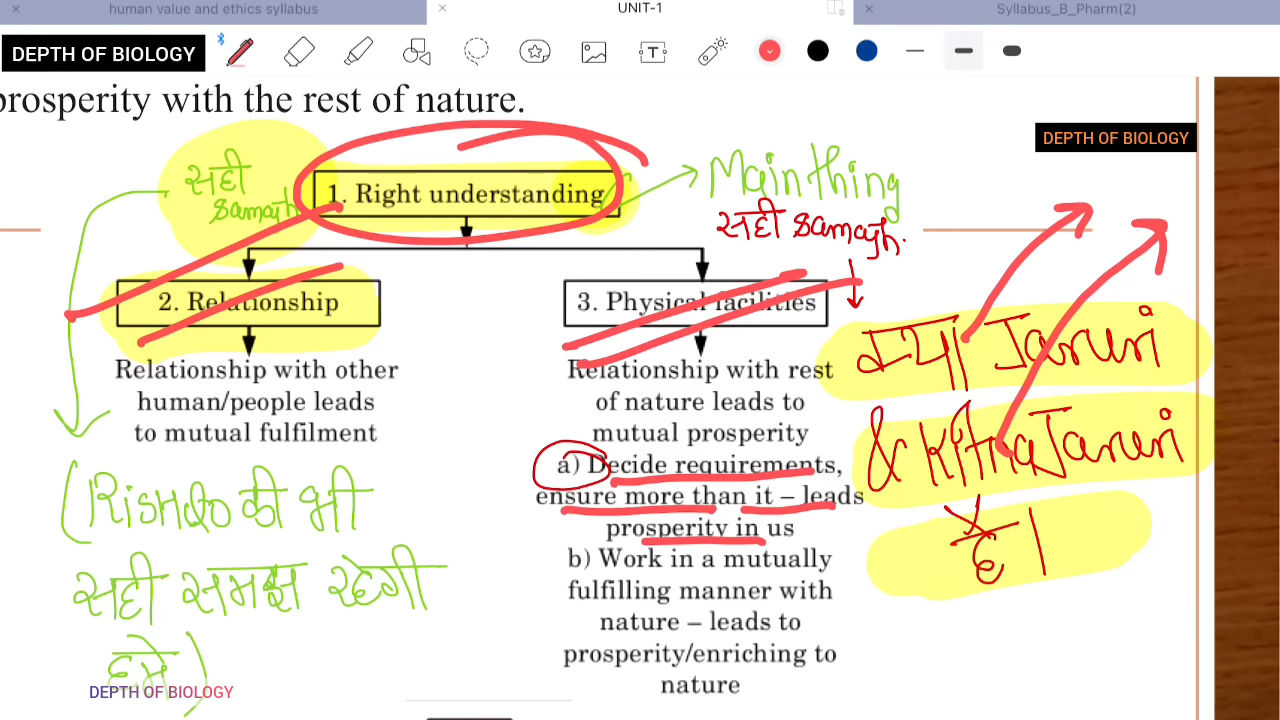 human value and ethics syllabus
UNIT-1
Syllabus_B_Pharm(2)
DEPTH OF BIOLOGY
prosperity with the rest of nature.
DEPTH OF BIOLOGY
सही
samajh
1. Right understanding
Main thing
सही samajh.
2. Relationship
3. Physical facilities
Relationship with other
human/people leads
to mutual fulfilment
Relationship with rest
of nature leads to
mutual prosperity
a) Decide requirements,
ensure more than it – leads
prosperity in us
b) Work in a mutually
fulfilling manner with
nature – leads to
prosperity/enriching to
nature
क्या Jaruri
& Kitna Jaruri
है।
(Rishto की भी
सही समझ रहेगी
हमे)
DEPTH OF BIOLOGY